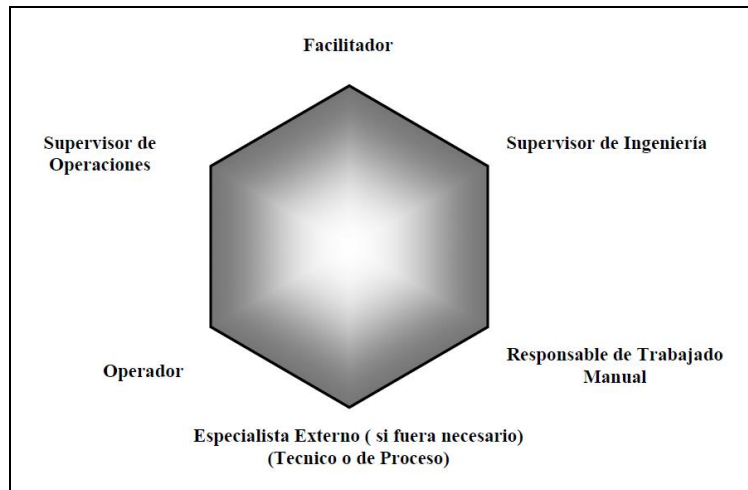 Facilitador
Supervisor de
Operaciones
Supervisor de Ingeniería
Operador
Responsable de Trabajado
Manual
Especialista Externo ( si fuera necesario)
(Tecnico o de Proceso)